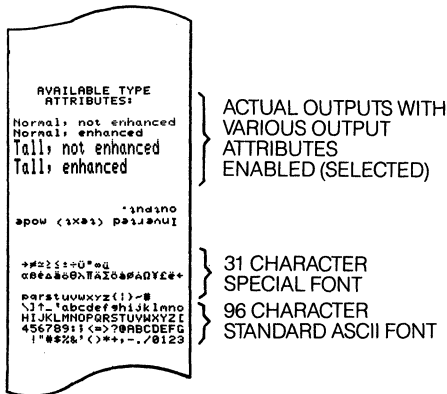 AVAILABLE TYPE
ATTRIBUTES:
Normal, not enhanced
Normal, enhanced
Tall, not enhanced
Tall, enhanced
ACTUAL OUTPUTS WITH
VARIOUS OUTPUT
ATTRIBUTES
ENABLED (SELECTED)
Inverted (text) mode
output.
31 CHARACTER
SPECIAL FONT
pqrstuvwxyz{|}~
\]↑_`abcdefghijklmno
HIJKLMNOPQRSTUVWXYZ[
456789:;<=>?@ABCDEFG
!"#$%&'()*+,-./0123
96 CHARACTER
STANDARD ASCII FONT